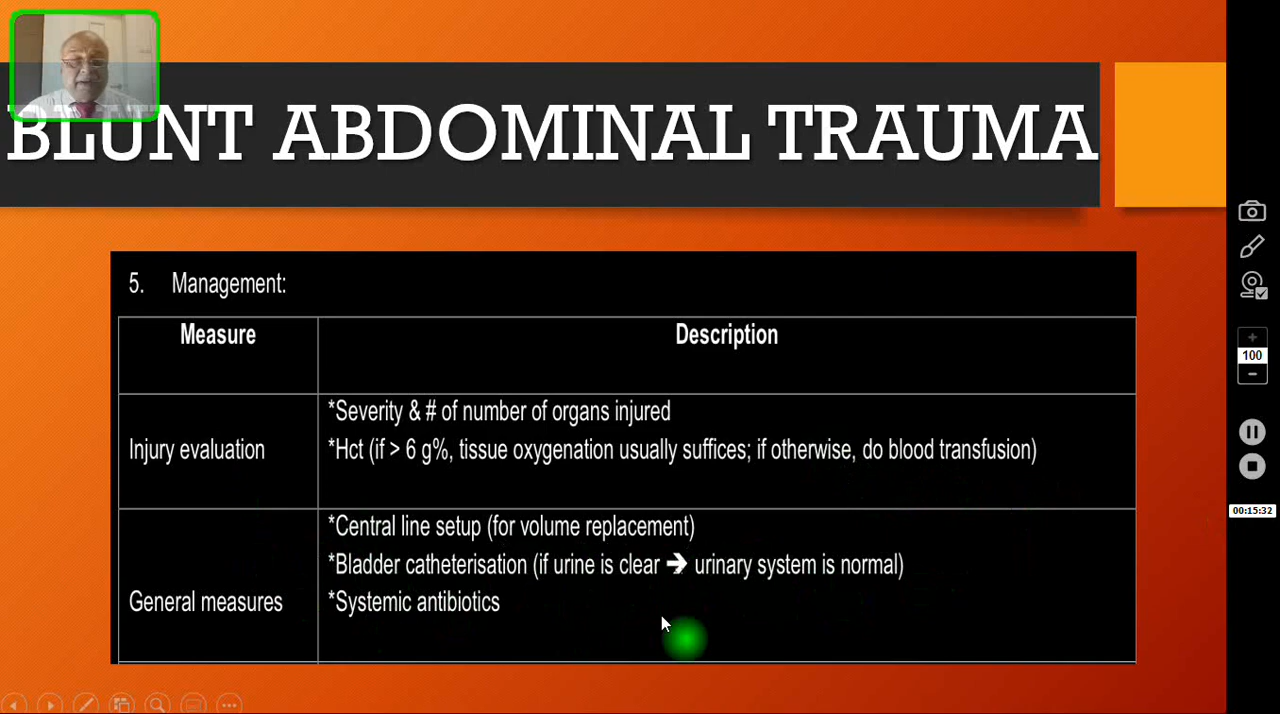 BLUNT ABDOMINAL TRAUMA
5. Management:
Measure Description
Injury evaluation
*Severity & # of number of organs injured
*Hct (if > 6 g%, tissue oxygenation usually suffices; if otherwise, do blood transfusion)
General measures
*Central line setup (for volume replacement)
*Bladder catheterisation (if urine is clear ➔ urinary system is normal)
*Systemic antibiotics
100
00:15:32